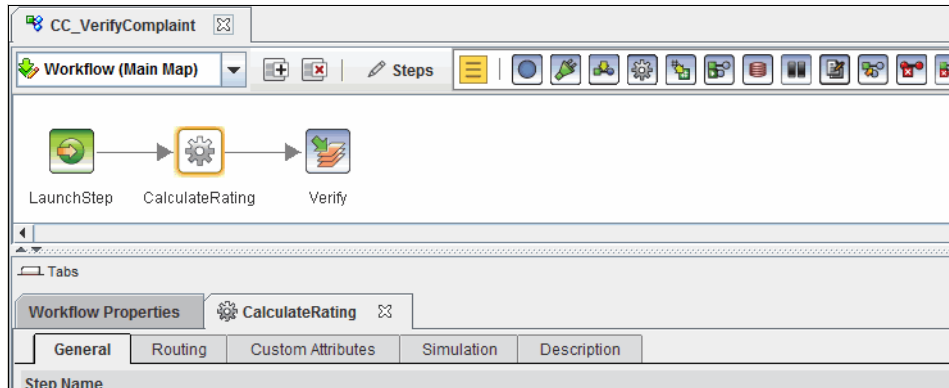 CC_VerifyComplaint
Workflow (Main Map) Steps
LaunchStep CalculateRating Verify
Tabs
Workflow Properties CalculateRating
General Routing Custom Attributes Simulation Description
Step Name